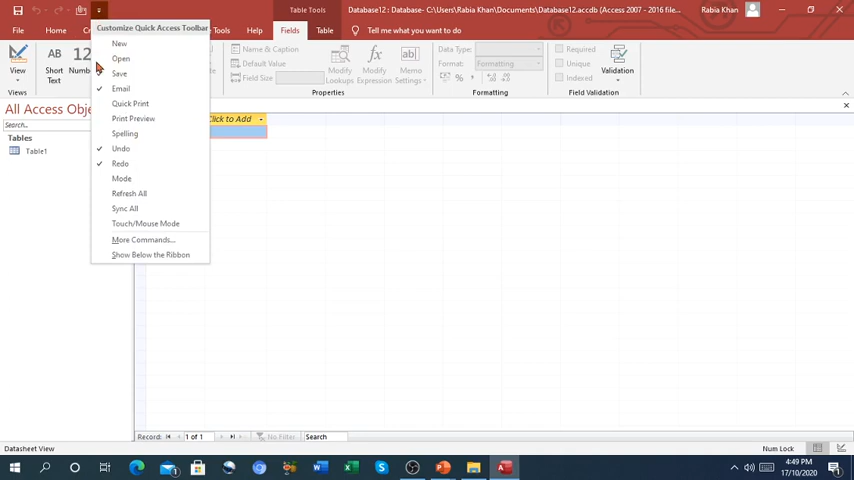 Table Tools
Database12 : Database- C:\Users\Rabia Khan\Documents\Database12.accdb (Access 2007 - 2016 file...
Rabia Khan
File
Home
Cr
Tools
Help
Fields
Table
Tell me what you want to do
Customize Quick Access Toolbar
New
Open
Save
Email
Quick Print
Print Preview
Spelling
Undo
Redo
Mode
Refresh All
Sync All
Touch/Mouse Mode
More Commands...
Show Below the Ribbon
View
Views
AB
Short
Text
12
Numb
Name & Caption
Default Value
Field Size
Modify
Lookups
fx
Modify
Expression
ab
Memo
Settings
Properties
Data Type:
Format:
Formatting
$ %
Formatting
Required
Unique
Indexed
Validation
Field Validation
All Access Obje
Search...
Tables
Table1
Click to Add
Record:
1 of 1
No Filter
Search
Datasheet View
Num Lock
4:49 PM
17/10/2020